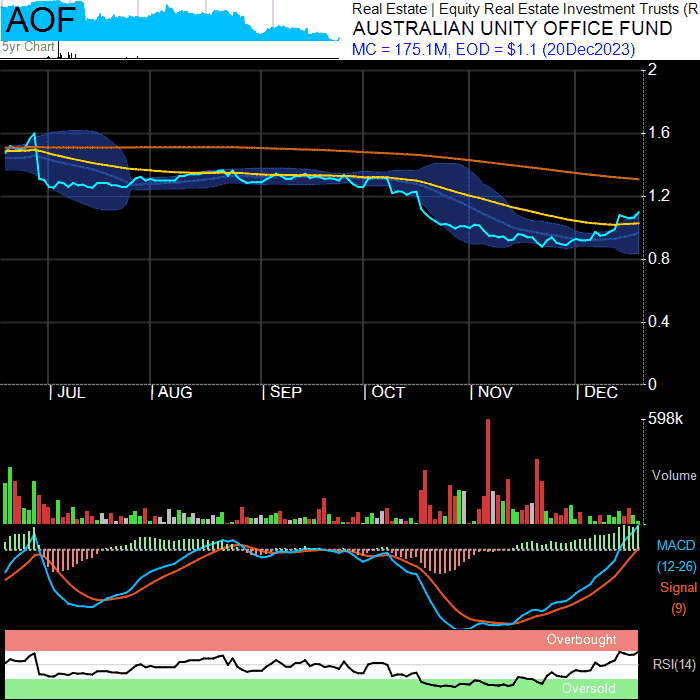 AOF
5yr Chart
Real Estate | Equity Real Estate Investment Trusts (R
AUSTRALIAN UNITY OFFICE FUND
MC = 175.1M, EOD = $1.1 (20Dec2023)
2
1.6
1.2
0.8
0.4
0
| JUL | AUG | SEP | OCT | NOV | DEC
598k
Volume
MACD
(12-26)
Signal
(9)
Overbought
RSI(14)
Oversold